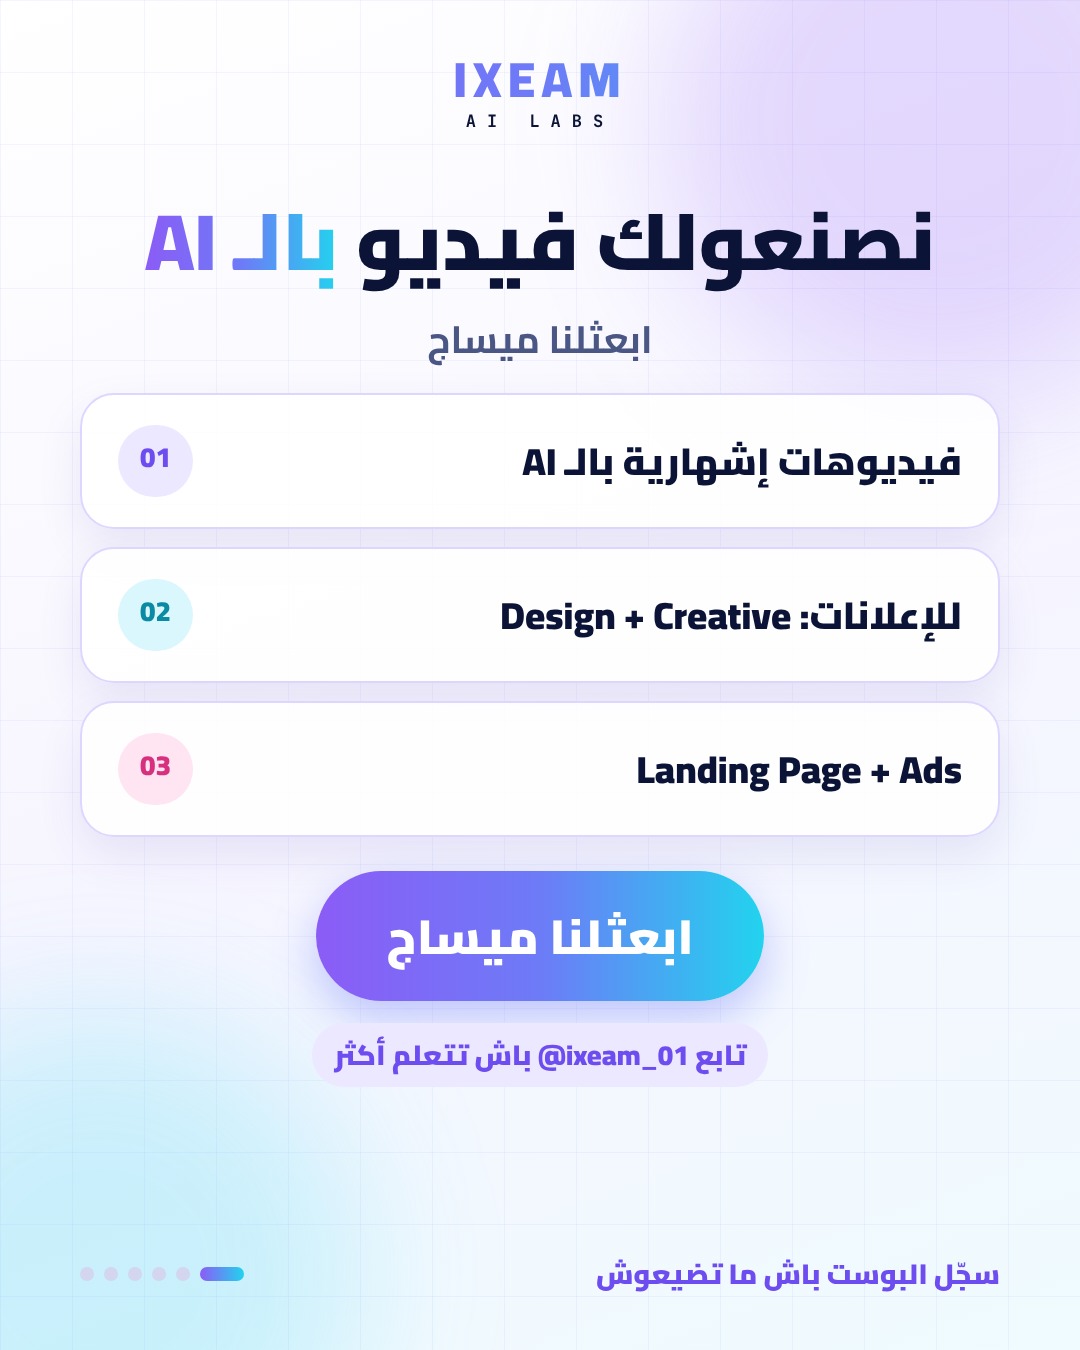 IXEAM
AI LABS
نصنعولك فيديو بالـ AI
ابعثلنا ميساج
01
فيديوهات إشهارية بالـ AI
02
للإعلانات: Design + Creative
03
Landing Page + Ads
ابعثلنا ميساج
تابع @ixeam_01 باش تتعلم أكثر
سجّل البوست باش ما تضيعوش